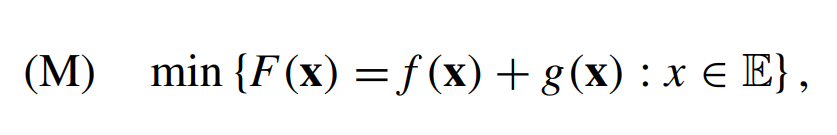 (M) min {F(x) = f(x) + g(x) : x ∈ 𝔼} ,